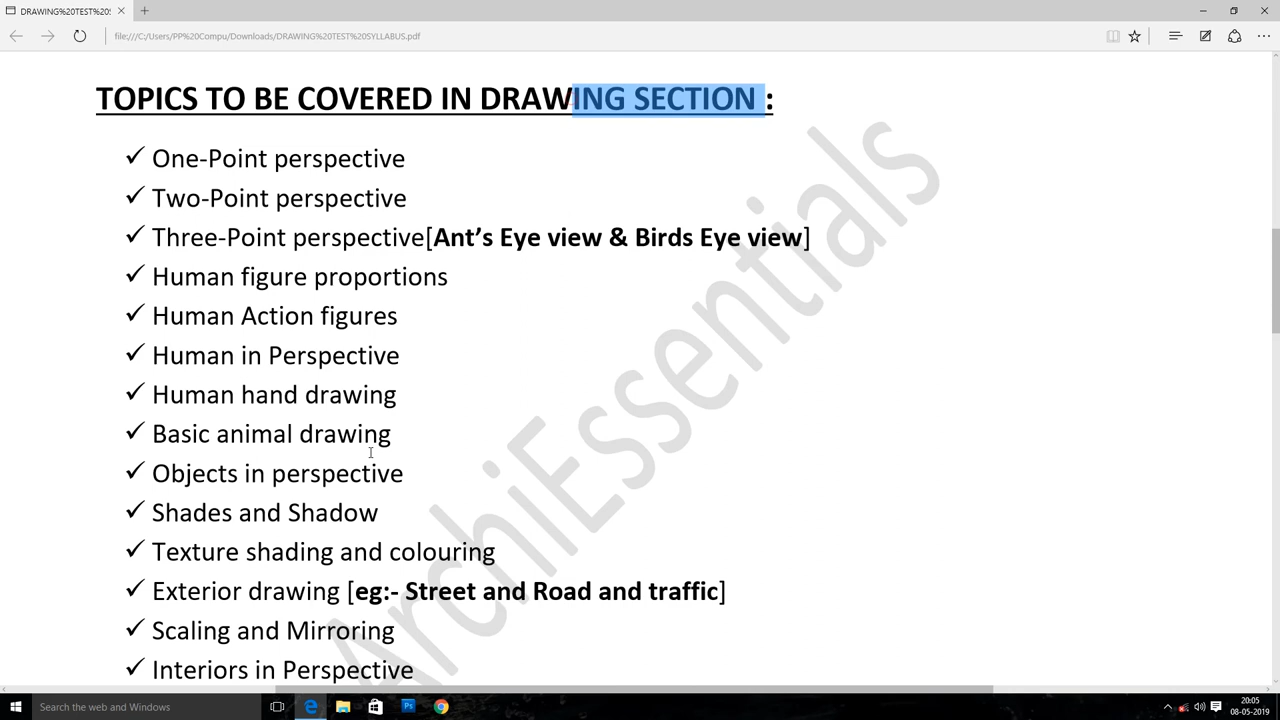 DRAWING%20TEST%20S
file:///C:/Users/PP%20Compu/Downloads/DRAWING%20TEST%20SYLLABUS.pdf
TOPICS TO BE COVERED IN DRAWING SECTION :
✓ One-Point perspective
✓ Two-Point perspective
✓ Three-Point perspective[Ant’s Eye view & Birds Eye view]
✓ Human figure proportions
✓ Human Action figures
✓ Human in Perspective
✓ Human hand drawing
✓ Basic animal drawing
✓ Objects in perspective
✓ Shades and Shadow
✓ Texture shading and colouring
✓ Exterior drawing [eg:- Street and Road and traffic]
✓ Scaling and Mirroring
✓ Interiors in Perspective
ArchiEssentials
Search the web and Windows
20:05
08-05-2019